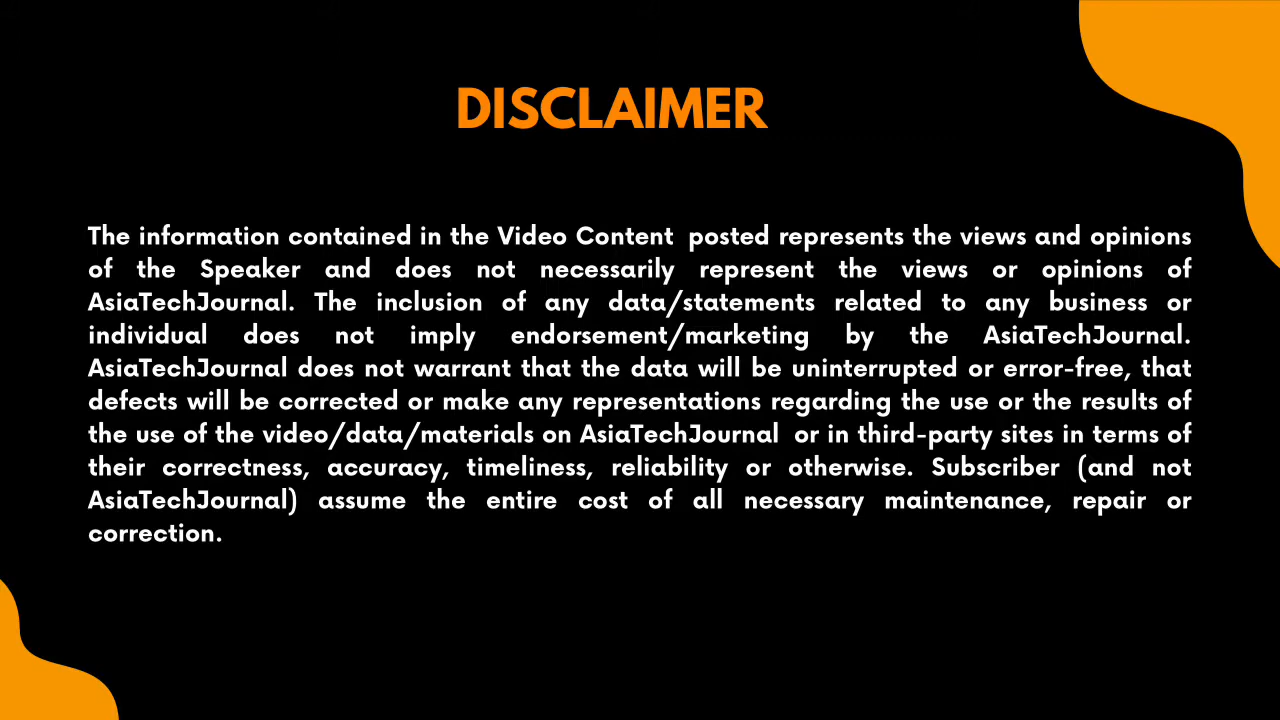 DISCLAIMER
The information contained in the Video Content posted represents the views and opinions
of the Speaker and does not necessarily represent the views or opinions of
AsiaTechJournal. The inclusion of any data/statements related to any business or
individual does not imply endorsement/marketing by the AsiaTechJournal.
AsiaTechJournal does not warrant that the data will be uninterrupted or error-free, that
defects will be corrected or make any representations regarding the use or the results of
the use of the video/data/materials on AsiaTechJournal or in third-party sites in terms of
their correctness, accuracy, timeliness, reliability or otherwise. Subscriber (and not
AsiaTechJournal) assume the entire cost of all necessary maintenance, repair or
correction.